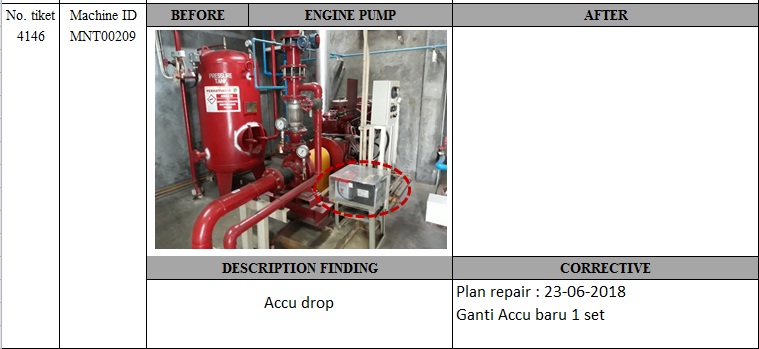 No. tiket
4146
Machine ID
MNT00209
BEFORE
ENGINE PUMP
AFTER
PRESSURE
TANK
DESCRIPTION FINDING
Accu drop
CORRECTIVE
Plan repair : 23-06-2018
Ganti Accu baru 1 set